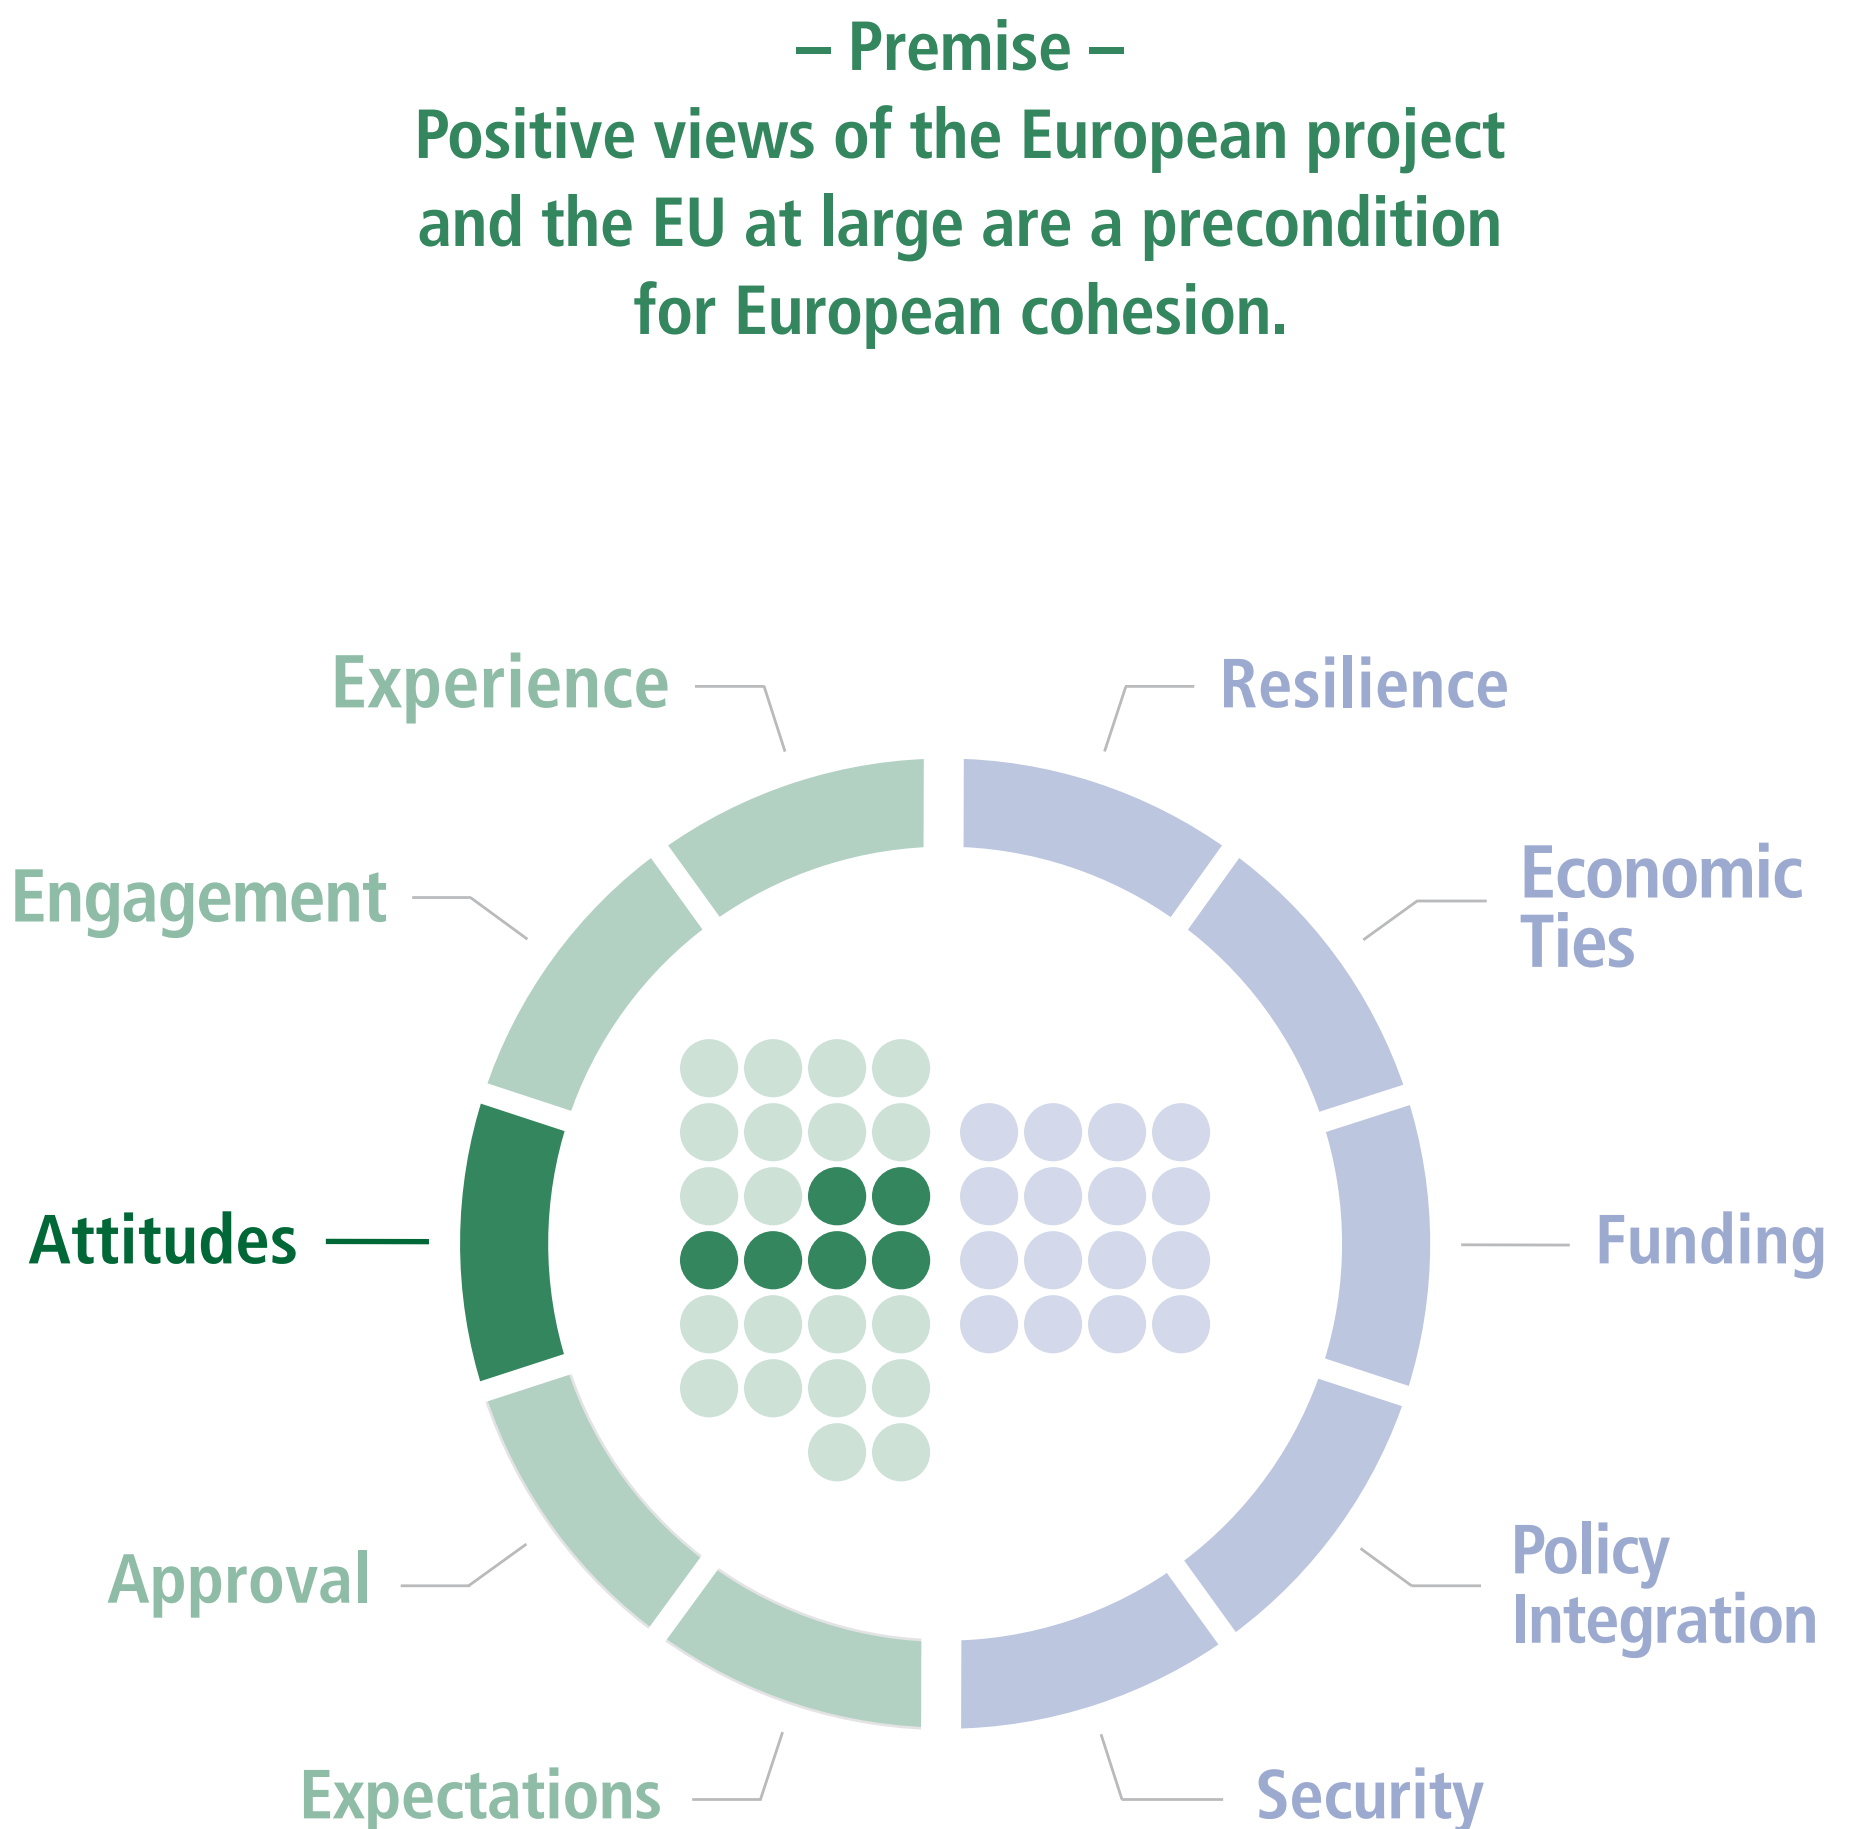 – Premise –
Positive views of the European project
and the EU at large are a precondition
for European cohesion.
Experience
Resilience
Engagement
Economic
Ties
Attitudes
Funding
Approval
Policy
Integration
Expectations
Security